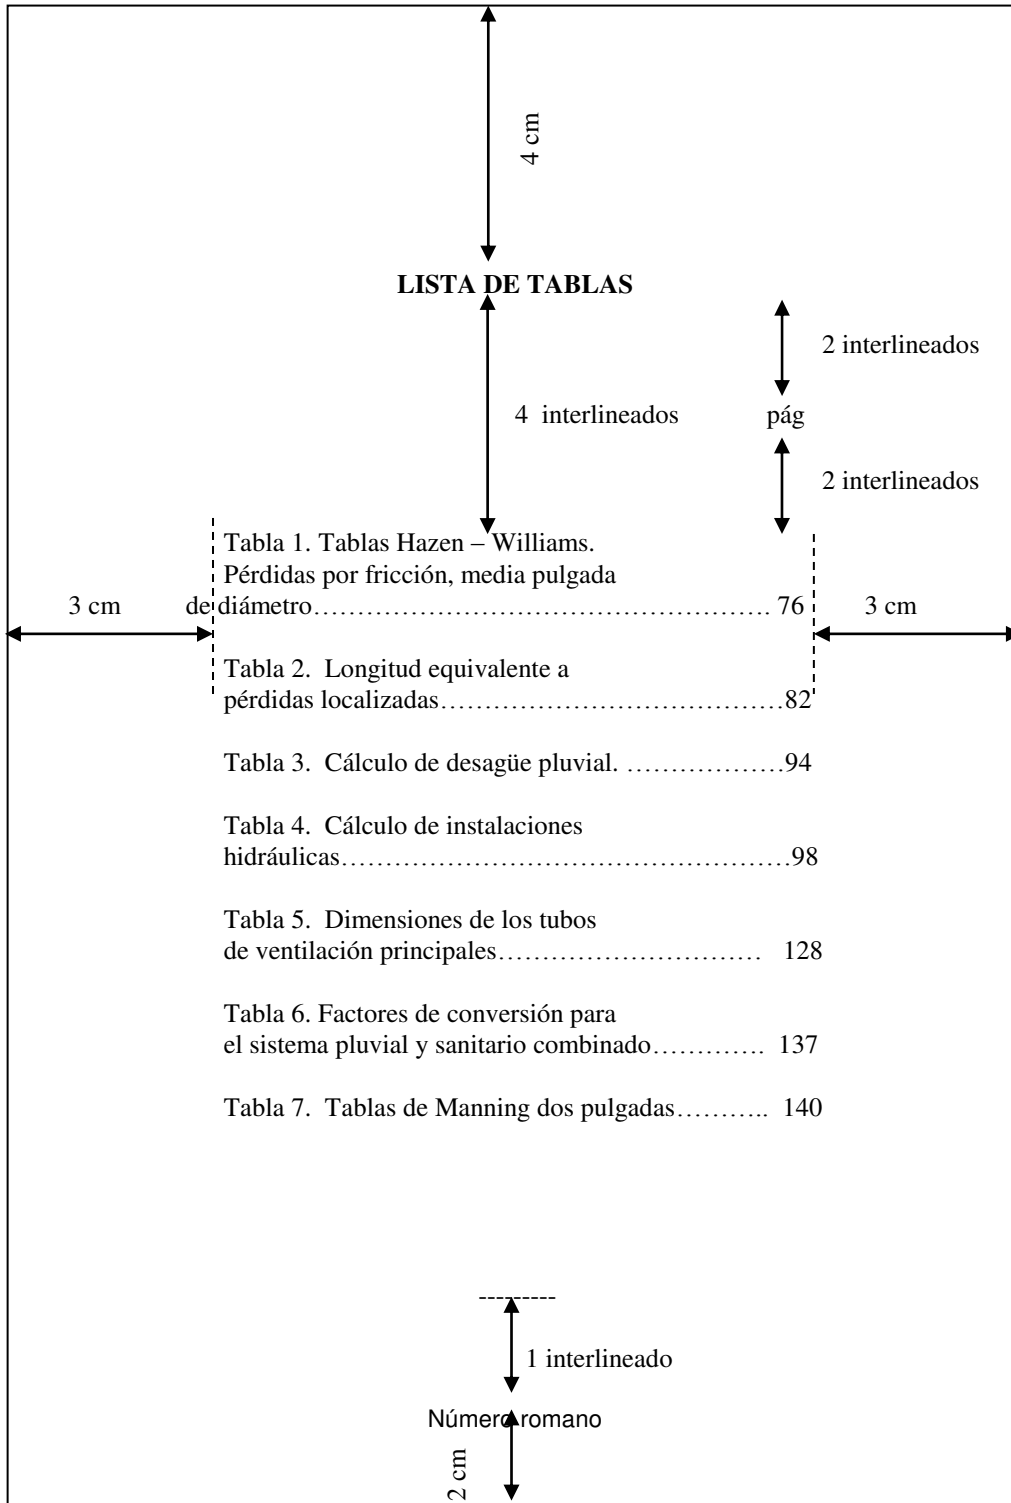 4 cm
LISTA DE TABLAS
2 interlineados
4  interlineados pág
2 interlineados
Tabla 1. Tablas Hazen – Williams.
Pérdidas por fricción, media pulgada
3 cm de diámetro…………………………………………… 76 3 cm
Tabla 2.  Longitud equivalente a
pérdidas localizadas…………………………………82
Tabla 3.  Cálculo de desagüe pluvial. ………………94
Tabla 4.  Cálculo de instalaciones
hidráulicas……………………………………………98
Tabla 5.  Dimensiones de los tubos
de ventilación principales…………………………  128
Tabla 6. Factores de conversión para
el sistema pluvial y sanitario combinado…………. 137
Tabla 7.  Tablas de Manning dos pulgadas……….. 140
---------
1 interlineado
Número romano
2 cm